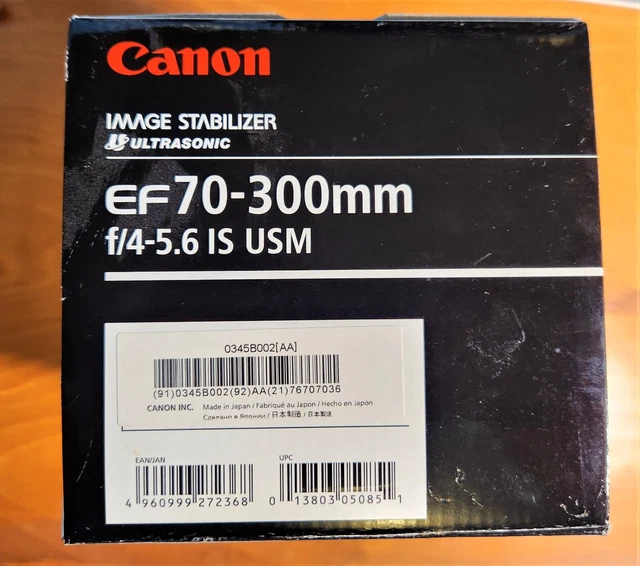 Canon
IMAGE STABILIZER
ULTRASONIC
EF70-300mm
f/4-5.6 IS USM
0345B002[AA]
(91)0345B002(92)AA(21)76707036
CANON INC. Made in Japan / Fabriqué au Japon / Hecho en Japón
Сделано в Японии / 日本制造 / 日本製造
EAN/JAN
UPC
4 960999 272368
0 13803 05085 1